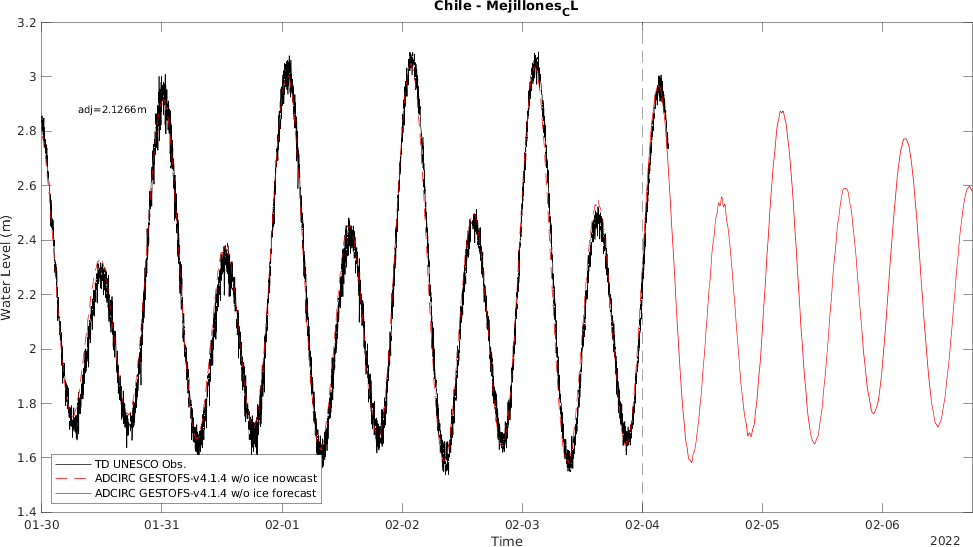 Chile - Mejillones_CL
3.2
3
2.8
2.6
2.4
2.2
2
1.8
1.6
1.4
Water Level (m)
adj=2.1266m
TD UNESCO Obs.
ADCIRC GESTOFS-v4.1.4 w/o ice nowcast
ADCIRC GESTOFS-v4.1.4 w/o ice forecast
01-30 01-31 02-01 02-02 02-03 02-04 02-05 02-06
Time
2022